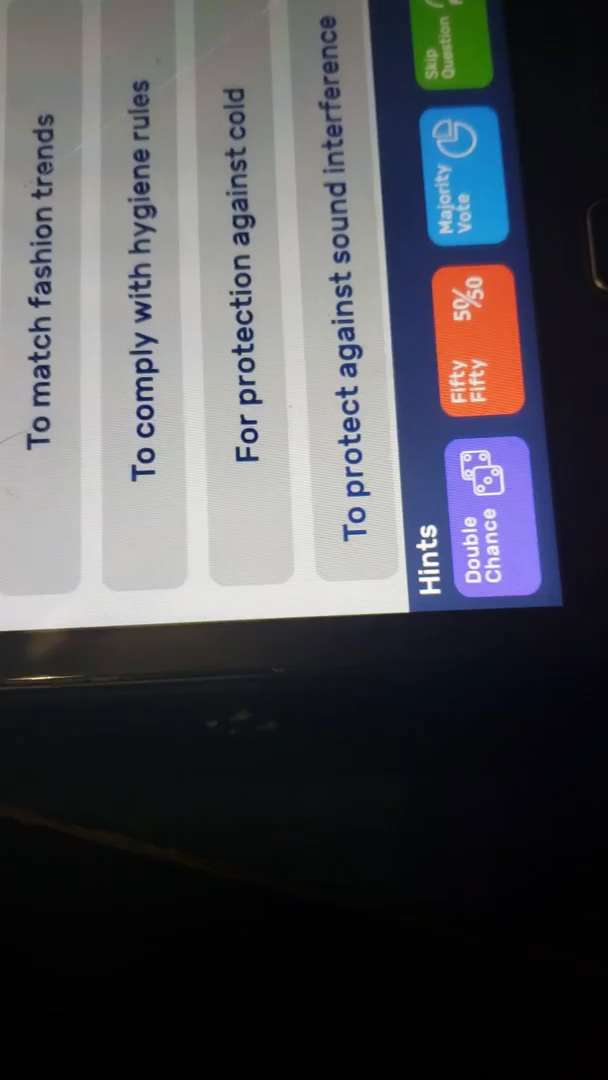 To match fashion trends
To comply with hygiene rules
For protection against cold
To protect against sound interference
Hints
Double
Chance
Fifty
Fifty
50/50
Majority
Vote
Skip
Question